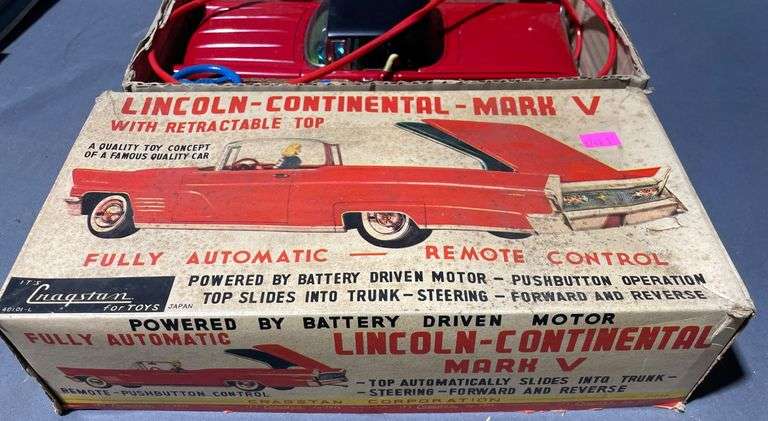 LINCOLN-CONTINENTAL-MARK V
WITH RETRACTABLE TOP
A QUALITY TOY CONCEPT
OF A FAMOUS QUALITY CAR
FULLY AUTOMATIC — REMOTE CONTROL
IT'S
Cragstan
for TOYS
40101-L
JAPAN
POWERED BY BATTERY DRIVEN MOTOR - PUSHBUTTON OPERATION
TOP SLIDES INTO TRUNK - STEERING - FORWARD AND REVERSE
POWERED BY BATTERY DRIVEN MOTOR
FULLY AUTOMATIC
LINCOLN-CONTINENTAL
MARK V
REMOTE-PUSHBUTTON CONTROL
-TOP AUTOMATICALLY SLIDES INTO TRUNK-
-STEERING-FORWARD AND REVERSE
CRAGSTAN CORPORATION